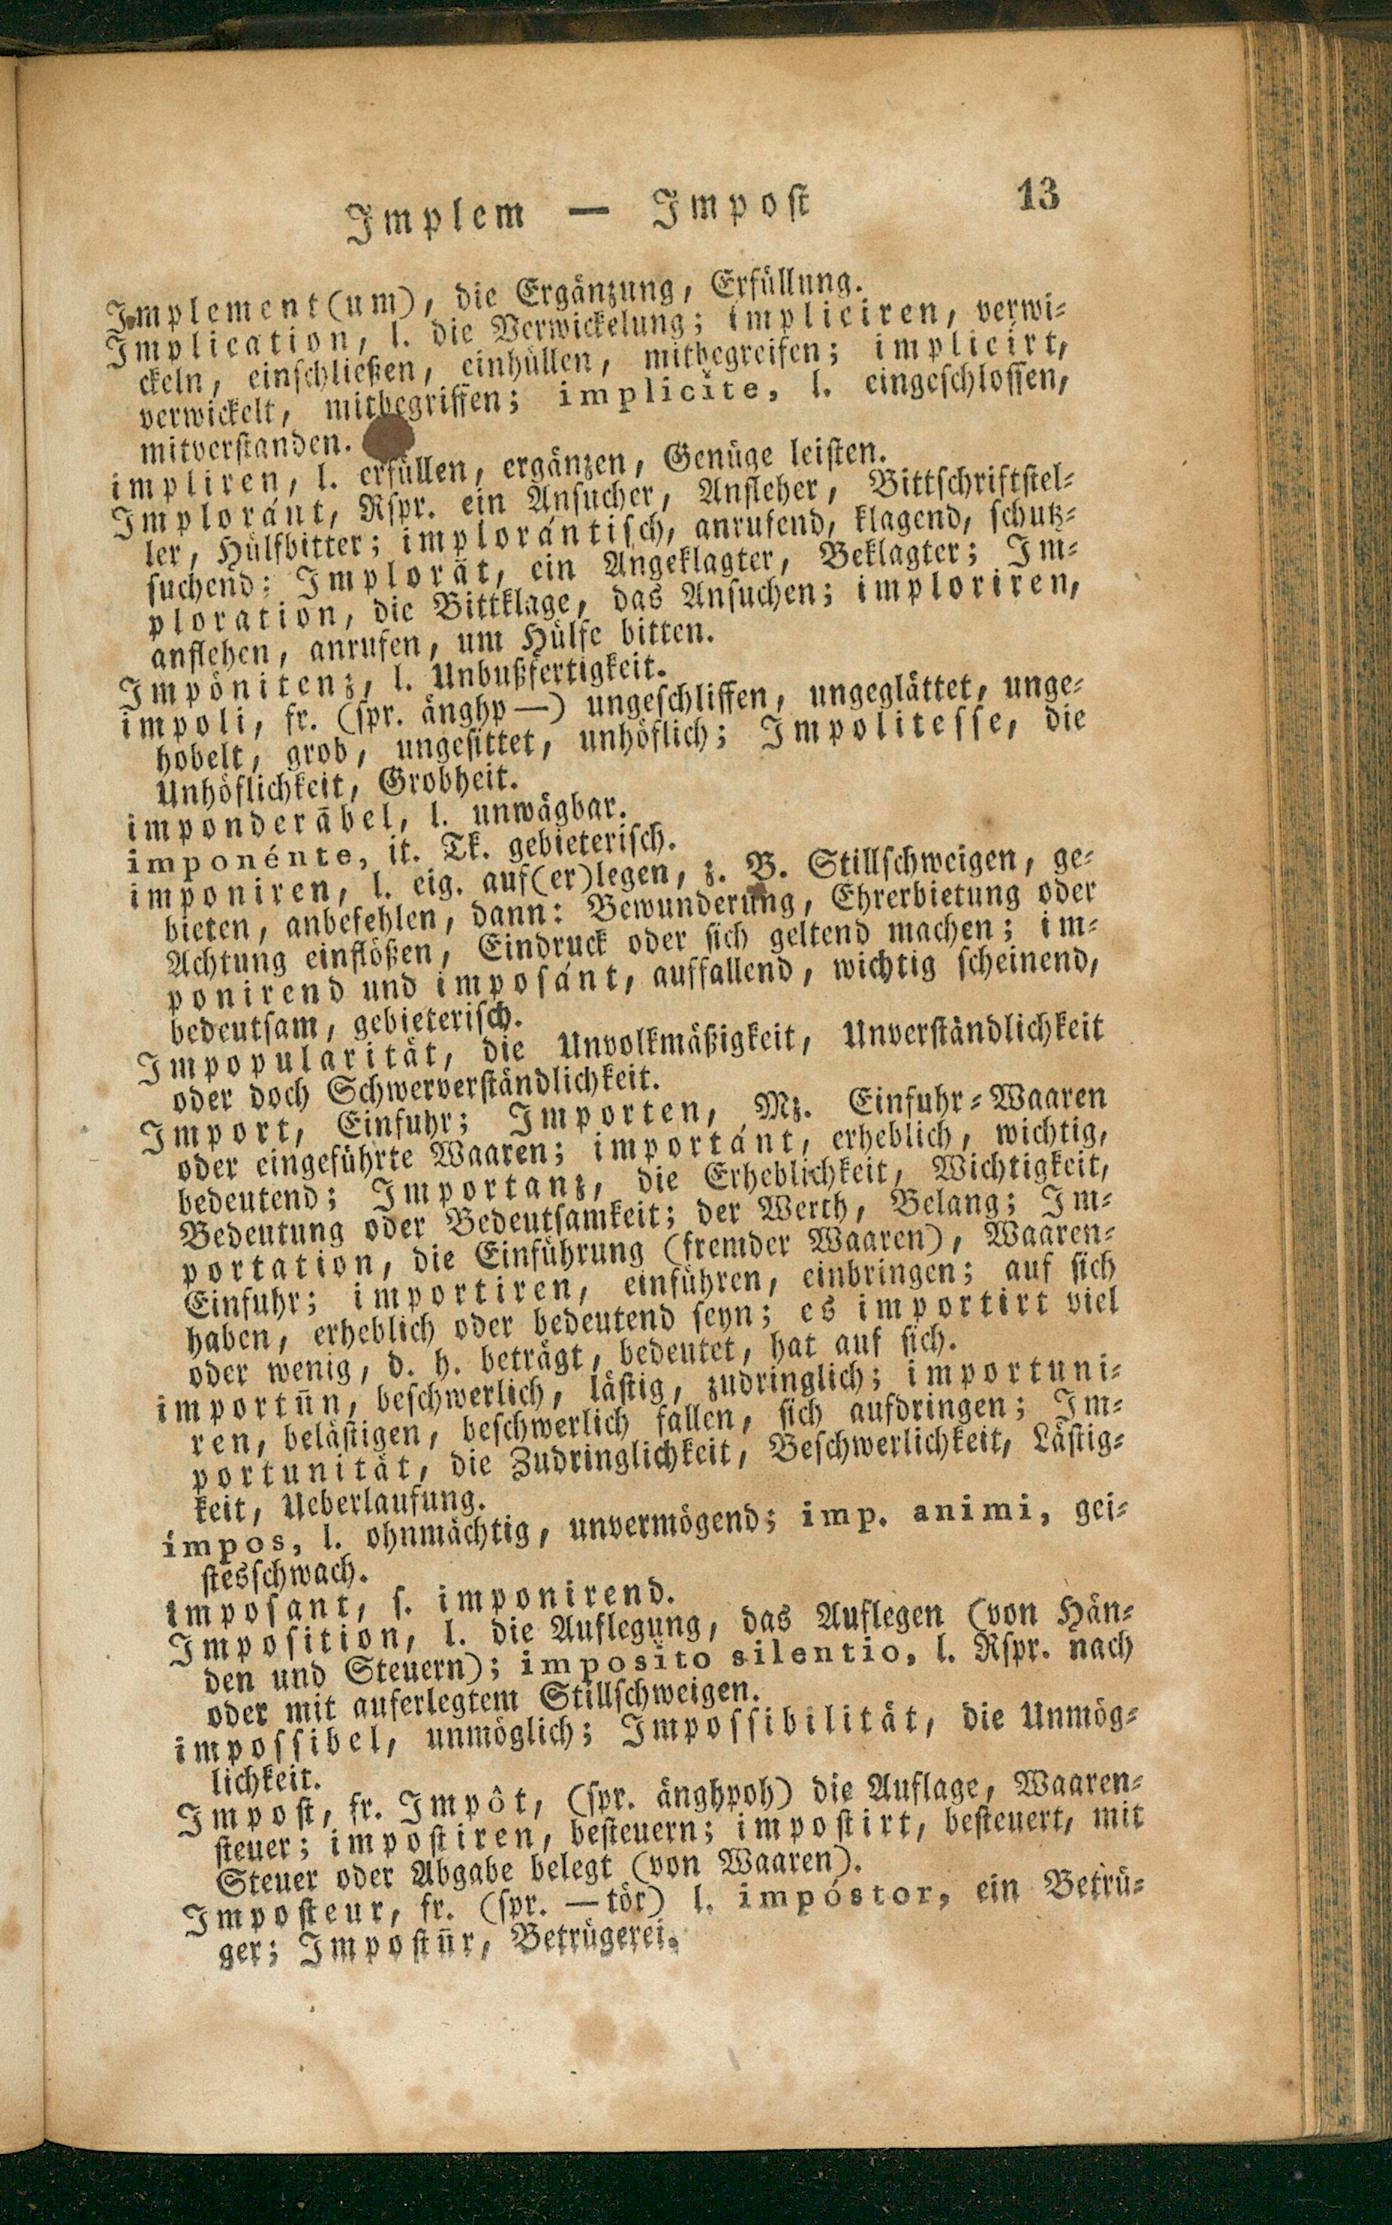 Implem — Impost 13
Implement(um), die Ergänzung, Erfüllung.
Implication, l. die Verwickelung; impliciren, verwi-
ckeln, einschließen, einhüllen, mitbegreifen; implicirt,
verwickelt, mitbegriffen; implicĭte, l. eingeschlossen,
mitverstanden.
impliren, l. erfüllen, ergänzen, Genüge leisten.
Imploránt, Rspr. ein Ansucher, Anfleher, Bittschriftstel-
ler, Hülfbitter; implorántisch, anrufend, klagend, schutz-
suchend; Implorāt, ein Angeklagter, Beklagter; Im-
ploration, die Bittklage, das Ansuchen; imploriren,
anflehen, anrufen, um Hülfe bitten.
Impönitenz, l. Unbußfertigkeit.
impoli, fr. (spr. änghp—) ungeschliffen, ungeglättet, unge-
hobelt, grob, ungesittet, unhöflich; Impolitesse, die
Unhöflichkeit, Grobheit.
imponderābel, l. unwägbar.
imponénte, it. Tk. gebieterisch.
imponiren, l. eig. auf(er)legen, z. B. Stillschweigen, ge-
bieten, anbefehlen, dann: Bewunderung, Ehrerbietung oder
Achtung einflößen, Eindruck oder sich geltend machen; im-
ponirend und imposánt, auffallend, wichtig scheinend,
bedeutsam, gebieterisch.
Impopularität, die Unvolkmäßigkeit, Unverständlichkeit
oder doch Schwerverständlichkeit.
Import, Einfuhr; Importen, Mz. Einfuhr-Waaren
oder eingeführte Waaren; importánt, erheblich, wichtig,
bedeutend; Importanz, die Erheblichkeit, Wichtigkeit,
Bedeutung oder Bedeutsamkeit; der Werth, Belang; Im-
portation, die Einführung (fremder Waaren), Waaren-
Einfuhr; importiren, einführen, einbringen; auf sich
haben, erheblich oder bedeutend seyn; es importirt viel
oder wenig, d. h. beträgt, bedeutet, hat auf sich.
importūn, beschwerlich, lästig, zudringlich; importuni-
ren, belästigen, beschwerlich fallen, sich aufdringen; Im-
portunität, die Zudringlichkeit, Beschwerlichkeit, Lästig-
keit, Ueberlaufung.
impos, l. ohnmächtig, unvermögend; imp. animi, gei-
stesschwach.
imposant, s. imponirend.
Imposition, l. die Auflegung, das Auflegen (von Hän-
den und Steuern); imposĭto silentio, l. Rspr. nach
oder mit auferlegtem Stillschweigen.
impossibel, unmöglich; Impossibilität, die Unmög-
lichkeit.
Impost, fr. Impôt, (spr. änghpoh) die Auflage, Waaren-
steuer; impostiren, besteuern; impostirt, besteuert, mit
Steuer oder Abgabe belegt (von Waaren).
Imposteur, fr. (spr. —tör) l. impóstor, ein Betrü-
ger; Impostūr, Betrügerei.